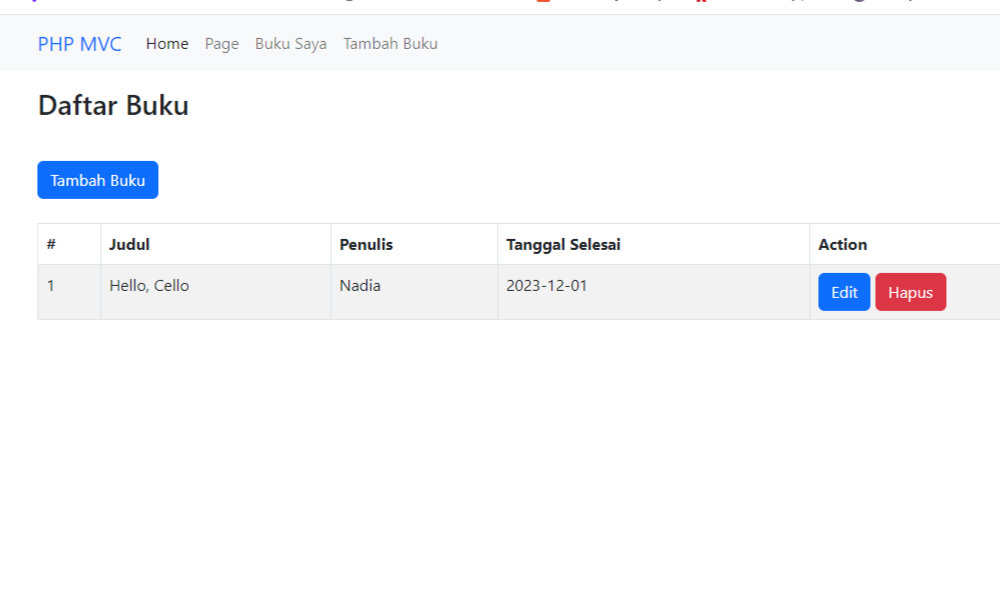 PHP MVC Home Page Buku Saya Tambah Buku
Daftar Buku
Tambah Buku
# Judul Penulis Tanggal Selesai Action
1 Hello, Cello Nadia 2023-12-01 Edit Hapus